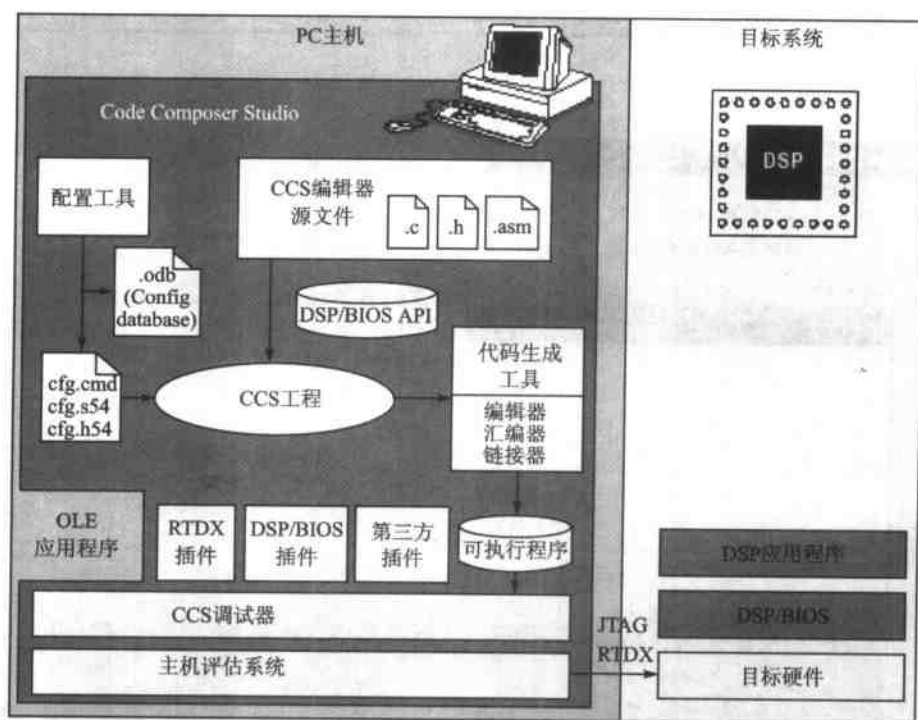 PC主机
目标系统
Code Composer Studio
DSP
配置工具
CCS编辑器
源文件
.c
.h
.asm
.odb
(Config
database)
DSP/BIOS API
cfg.cmd
cfg.s54
cfg.h54
CCS工程
代码生成
工具
编辑器
汇编器
链接器
OLE
应用程序
RTDX
插件
DSP/BIOS
插件
第三方
插件
可执行程序
DSP应用程序
CCS调试器
DSP/BIOS
JTAG
RTDX
主机评估系统
目标硬件